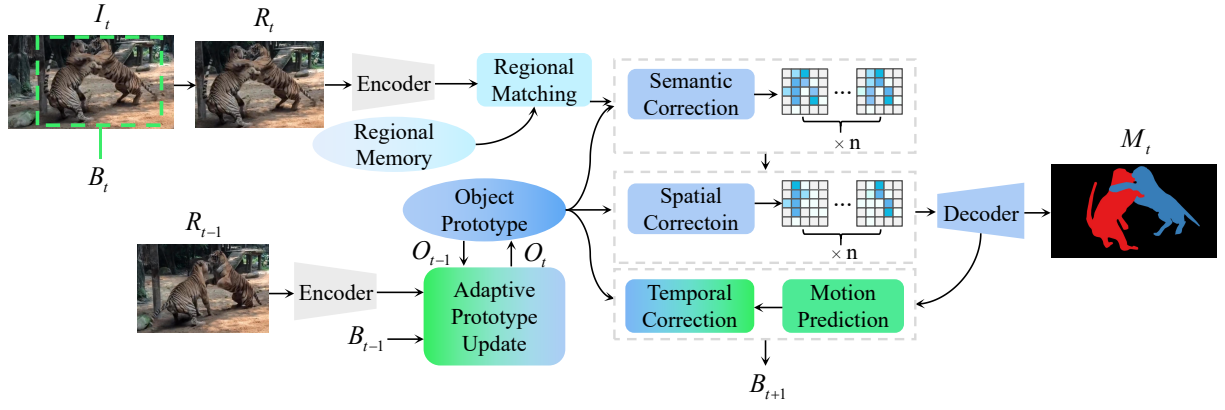 I_t
R_t
Encoder
Regional
Matching
Regional
Memory
B_t
Semantic
Correction
...
× n
M_t
Object
Prototype
Spatial
Correctoin
...
× n
Decoder
R_{t-1}
O_{t-1}
O_t
Encoder
Adaptive
Prototype
Update
B_{t-1}
Temporal
Correction
Motion
Prediction
B_{t+1}